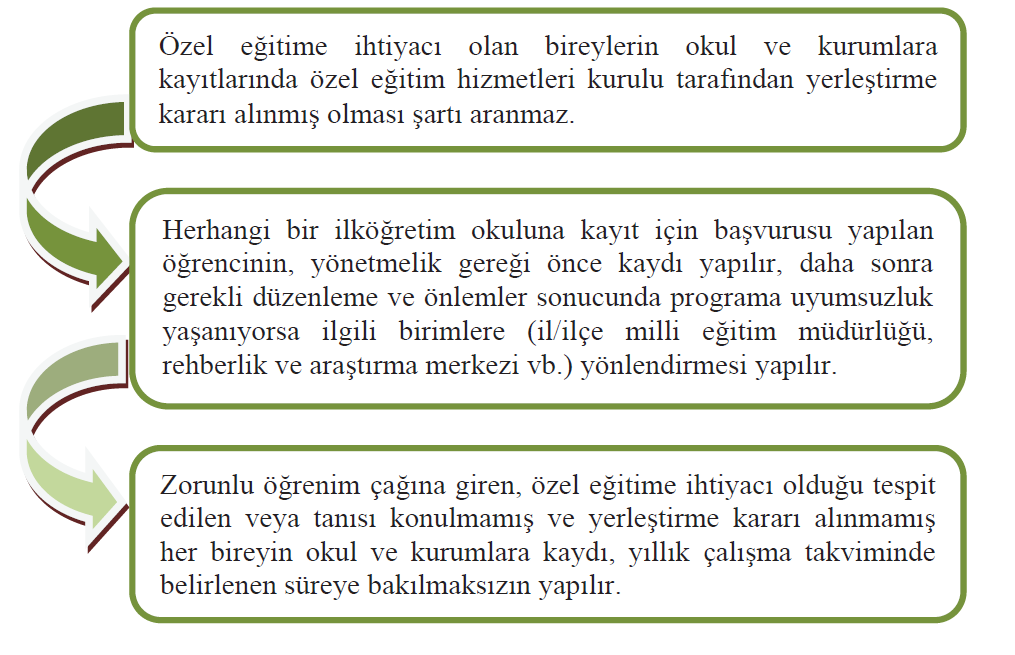 Özel eğitime ihtiyacı olan bireylerin okul ve kurumlara
kayıtlarında özel eğitim hizmetleri kurulu tarafından yerleştirme
kararı alınmış olması şartı aranmaz.
Herhangi bir ilköğretim okuluna kayıt için başvurusu yapılan
öğrencinin, yönetmelik gereği önce kaydı yapılır, daha sonra
gerekli düzenleme ve önlemler sonucunda programa uyumsuzluk
yaşanıyorsa ilgili birimlere (il/ilçe milli eğitim müdürlüğü,
rehberlik ve araştırma merkezi vb.) yönlendirmesi yapılır.
Zorunlu öğrenim çağına giren, özel eğitime ihtiyacı olduğu tespit
edilen veya tanısı konulmamış ve yerleştirme kararı alınmamış
her bireyin okul ve kurumlara kaydı, yıllık çalışma takviminde
belirlenen süreye bakılmaksızın yapılır.